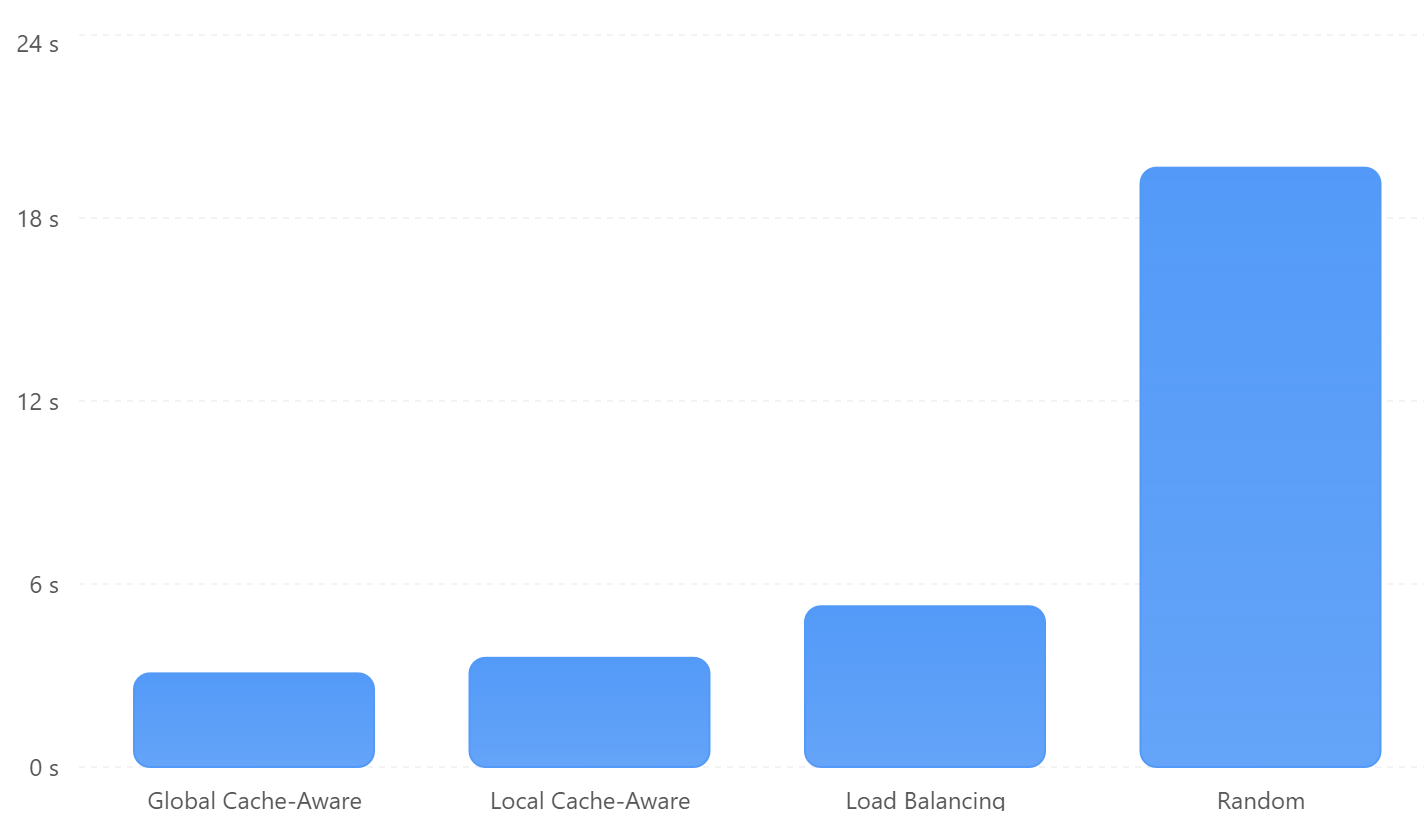 24 s
18 s
12 s
6 s
0 s
Global Cache-Aware
Local Cache-Aware
Load Balancing
Random